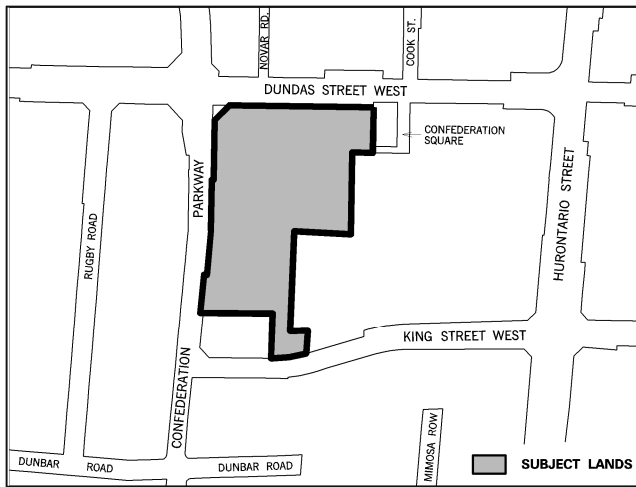 NOVAR RD.
COOK ST.
DUNDAS STREET WEST
CONFEDERATION
SQUARE
PARKWAY
RUGBY ROAD
HURONTARIO STREET
KING STREET WEST
CONFEDERATION
MIMOSA ROW
DUNBAR ROAD
DUNBAR ROAD
SUBJECT LANDS